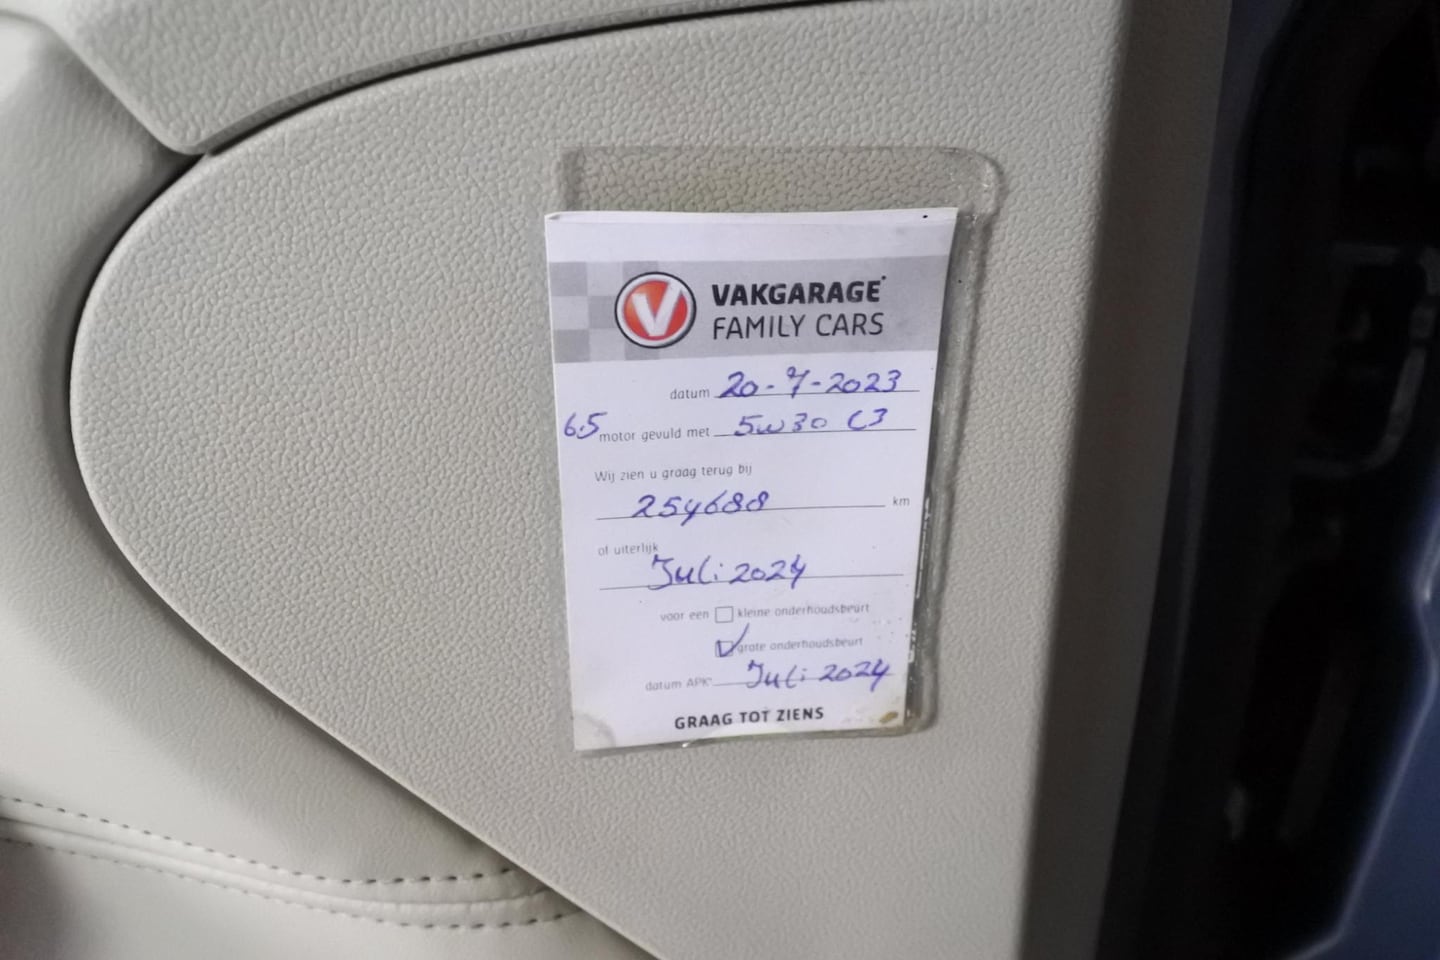 V VAKGARAGE
FAMILY CARS
datum 20-7-2023
6.5 motor gevuld met 5w30 C3
Wij zien u graag terug bij
254688 km
of uiterlijk
Juli 2024
voor een kleine onderhoudsbeurt
grote onderhoudsbeurt
datum APK Juli 2024
GRAAG TOT ZIENS